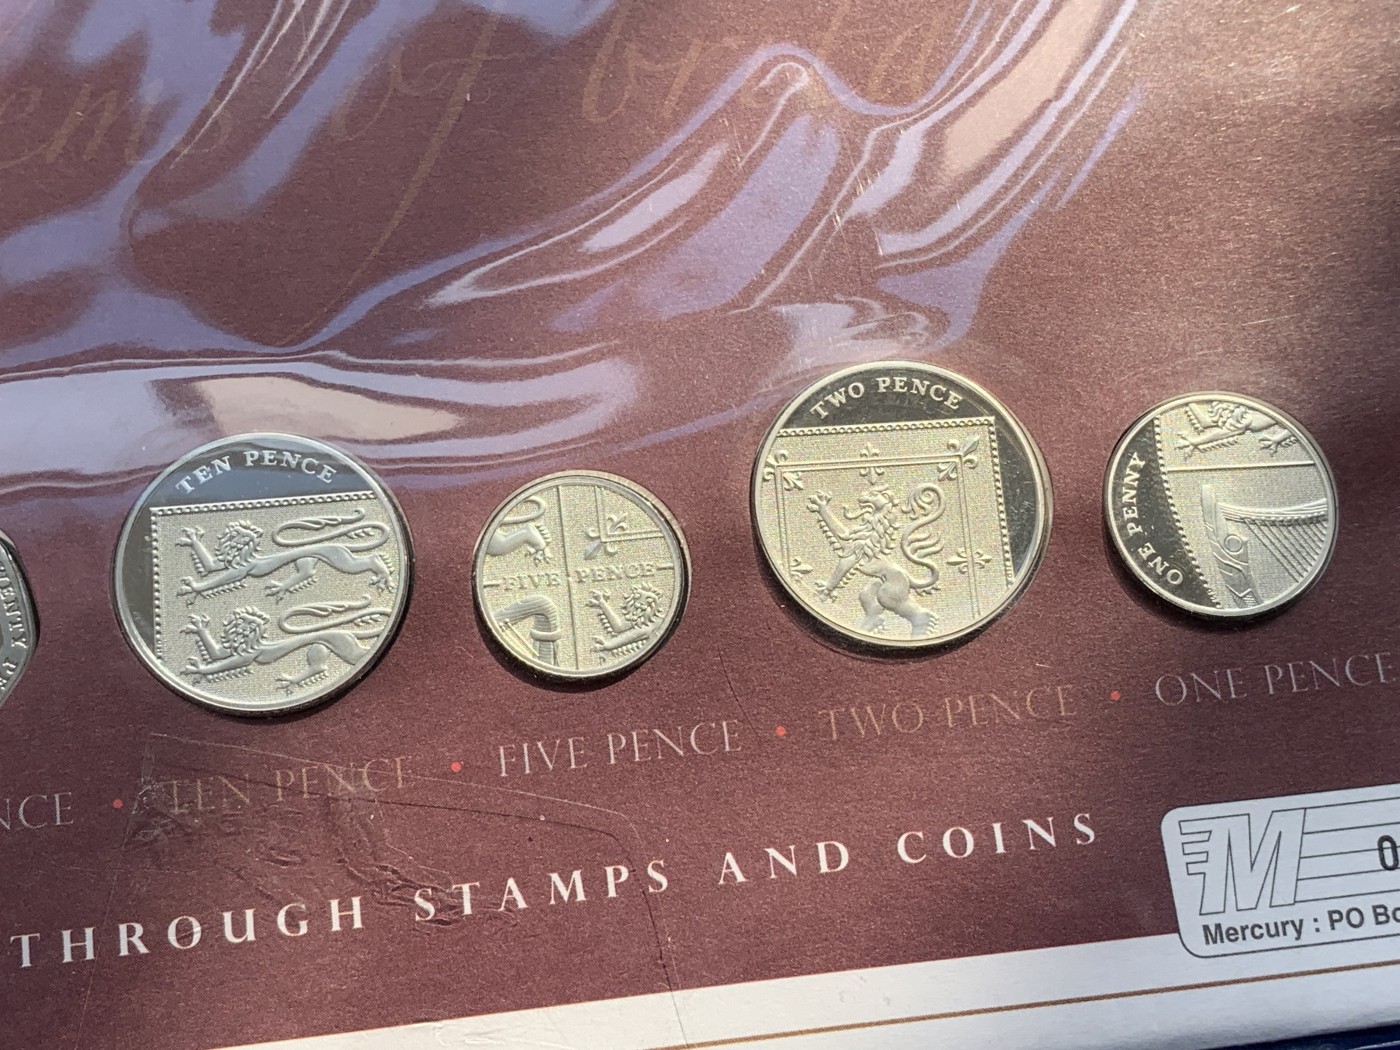 TEN PENCE
FIVE PENCE
TWO PENCE
ONE PENNY
NCE • TEN PENCE • FIVE PENCE • TWO PENCE • ONE PENCE
THROUGH STAMPS AND COINS
M
Mercury : PO Bo